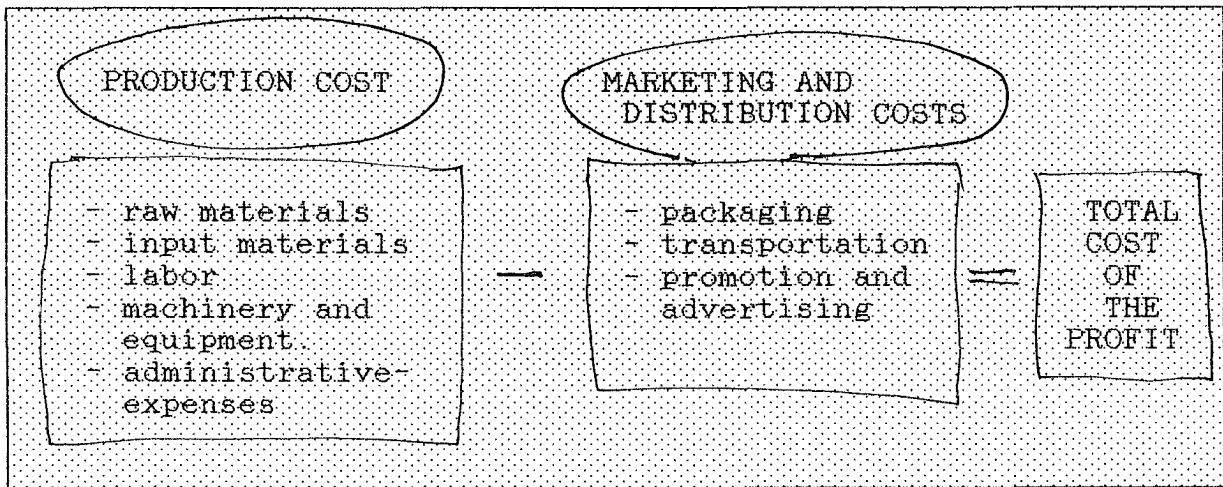 PRODUCTION COST
- raw materials
- input materials
- labor
- machinery and
equipment.
- administrative-
expenses
—
MARKETING AND
DISTRIBUTION COSTS
- packaging
- transportation
- promotion and
advertising
=
TOTAL
COST
OF
THE
PROFIT